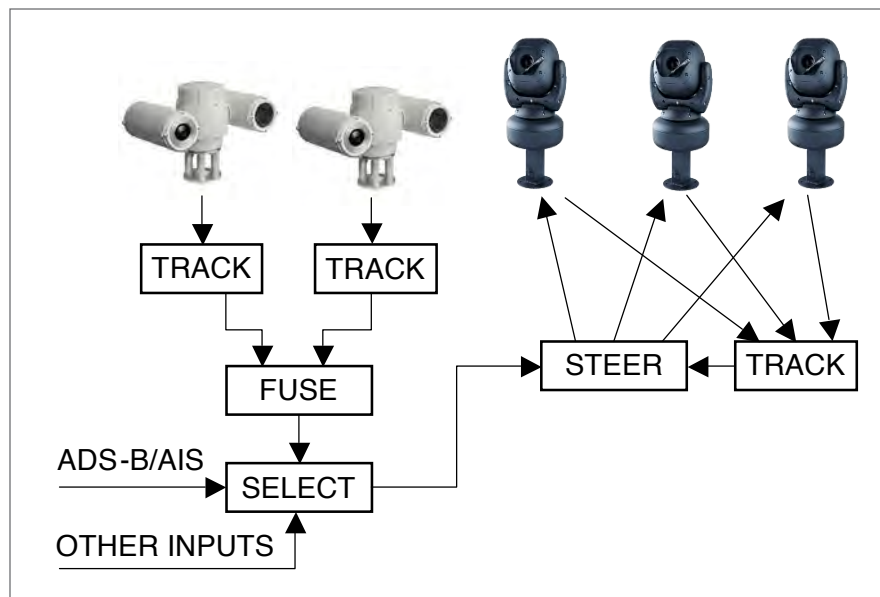 TRACK
TRACK
FUSE
STEER
TRACK
ADS-B/AIS
SELECT
OTHER INPUTS